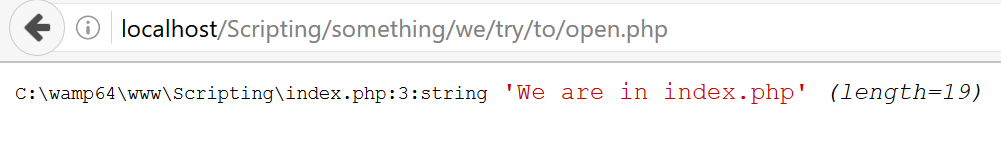 localhost/Scripting/something/we/try/to/open.php
C:\wamp64\www\Scripting\index.php:3:string 'We are in index.php' (length=19)